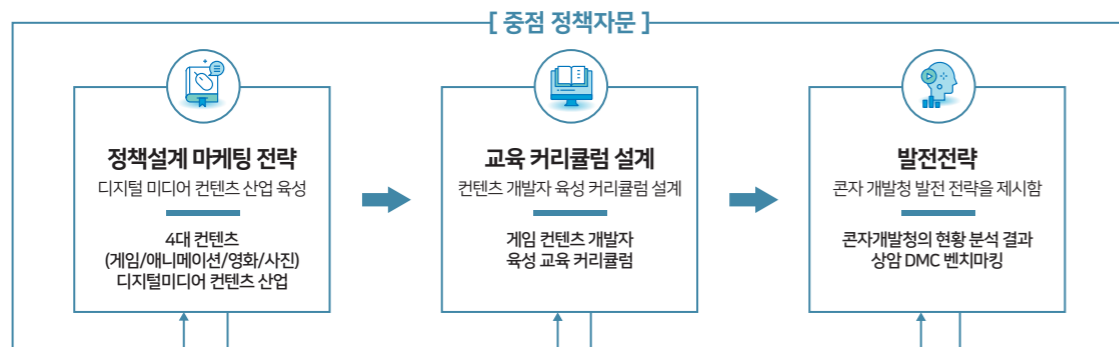 [ 중점 정책자문 ]
정책설계 마케팅 전략
디지털 미디어 컨텐츠 산업 육성
4대 컨텐츠
(게임/애니메이션/영화/사진)
디지털미디어 컨텐츠 산업
교육 커리큘럼 설계
컨텐츠 개발자 육성 커리큘럼 설계
게임 컨텐츠 개발자
육성 교육 커리큘럼
발전전략
콘자 개발청 발전 전략을 제시함
콘자개발청의 현황 분석 결과
상암 DMC 벤치마킹